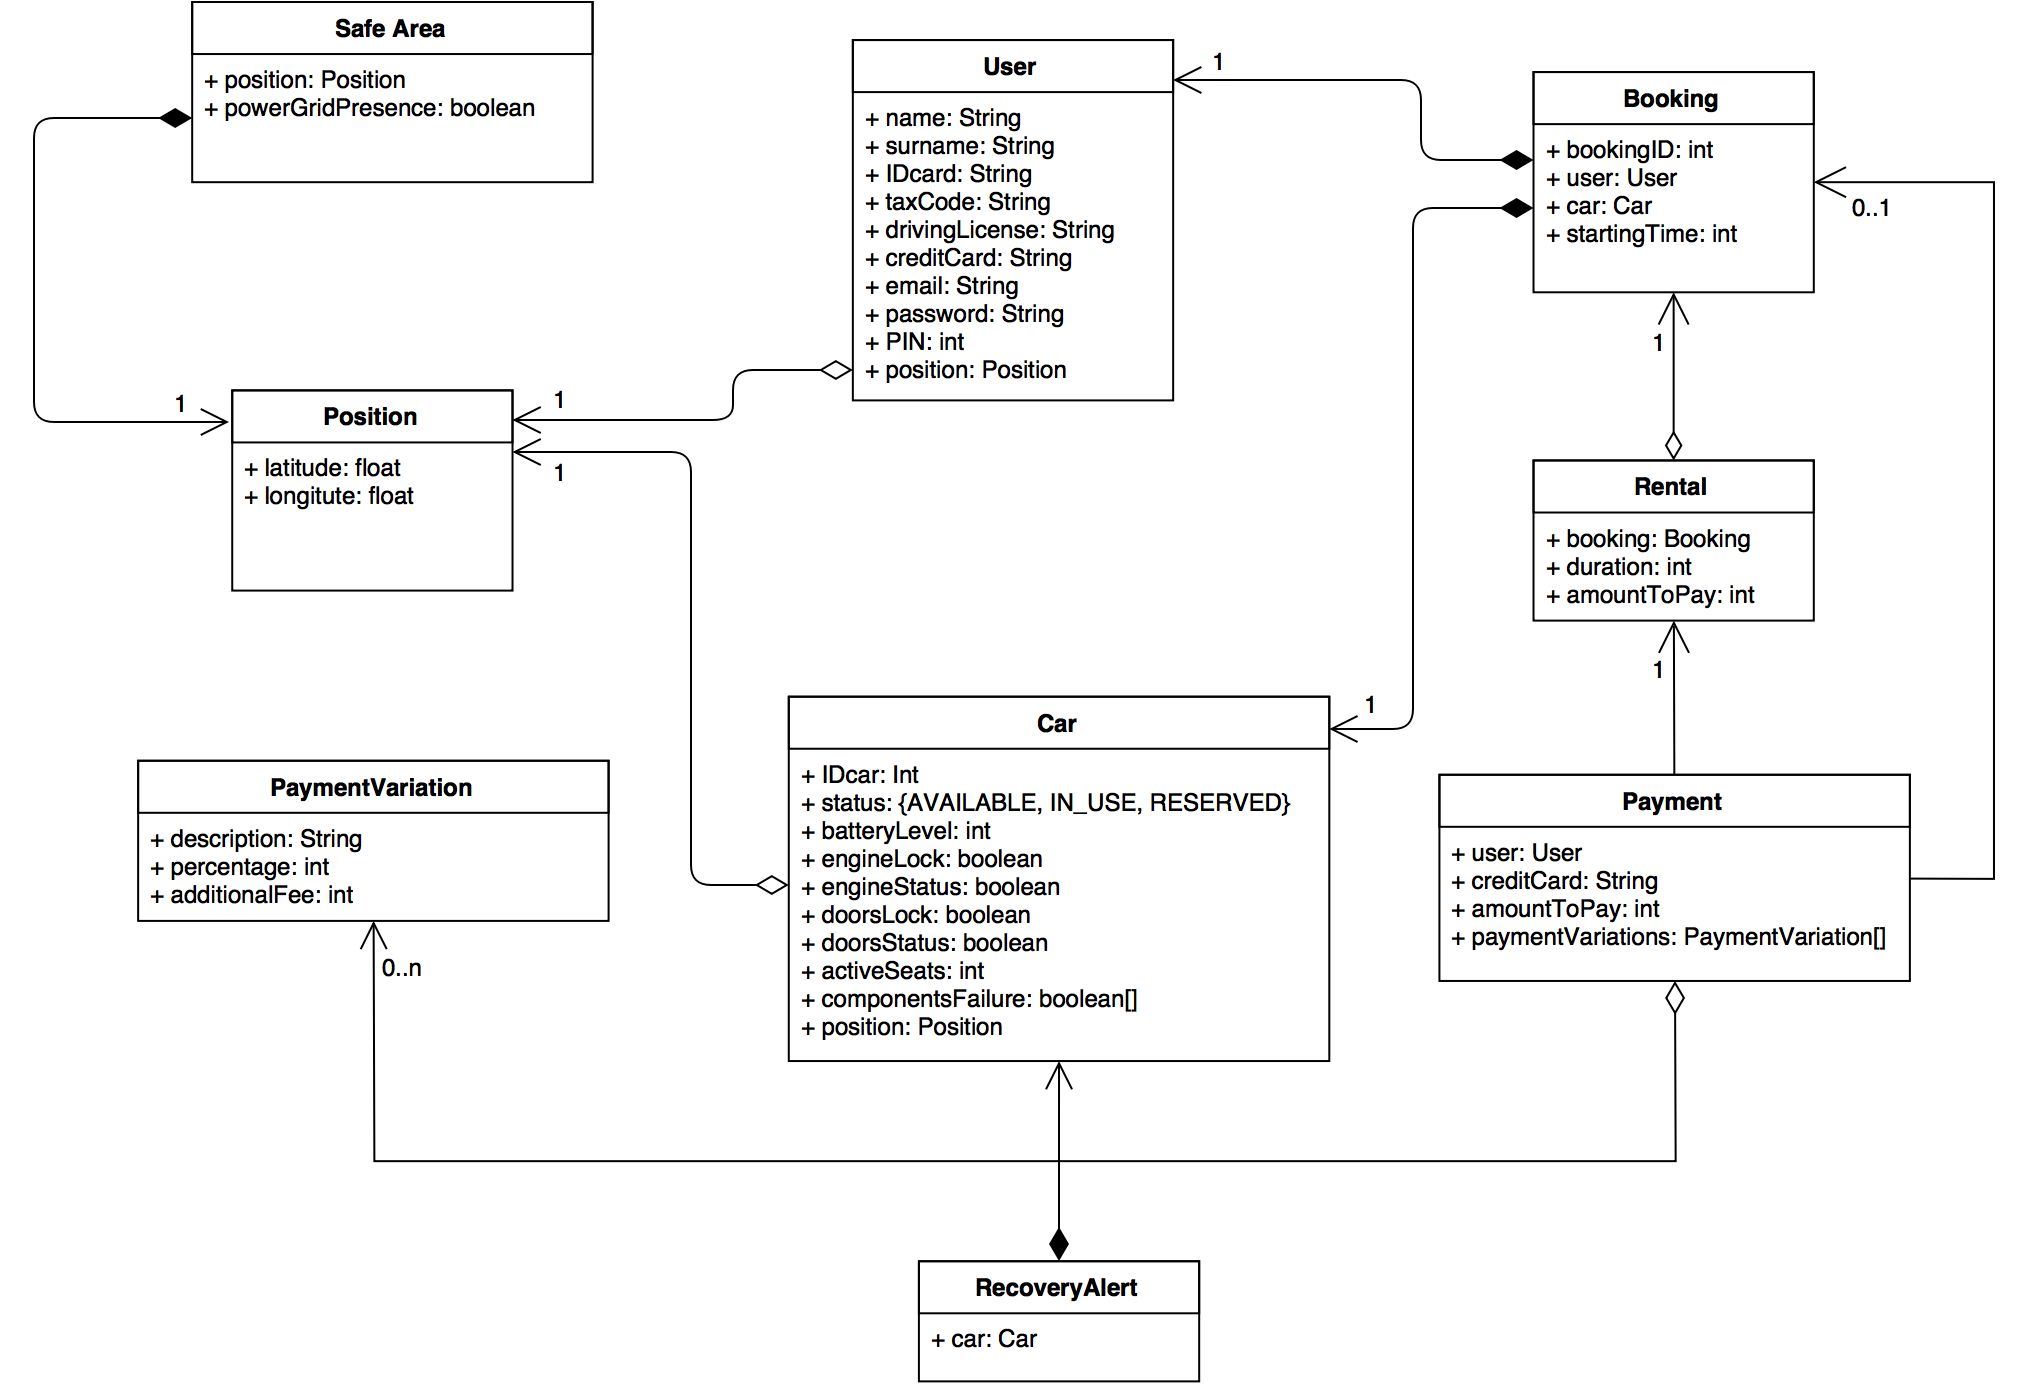 Safe Area
+ position: Position
+ powerGridPresence: boolean
User
+ name: String
+ surname: String
+ IDcard: String
+ taxCode: String
+ drivingLicense: String
+ creditCard: String
+ email: String
+ password: String
+ PIN: int
+ position: Position
1
Booking
+ bookingID: int
+ user: User
+ car: Car
+ startingTime: int
0..1
1
1
Position
+ latitude: float
+ longitute: float
1
1
1
Rental
+ booking: Booking
+ duration: int
+ amountToPay: int
1
Car
+ IDcar: Int
+ status: {AVAILABLE, IN_USE, RESERVED}
+ batteryLevel: int
+ engineLock: boolean
+ engineStatus: boolean
+ doorsLock: boolean
+ doorsStatus: boolean
+ activeSeats: int
+ componentsFailure: boolean[]
+ position: Position
1
PaymentVariation
+ description: String
+ percentage: int
+ additionalFee: int
0..n
Payment
+ user: User
+ creditCard: String
+ amountToPay: int
+ paymentVariations: PaymentVariation[]
RecoveryAlert
+ car: Car